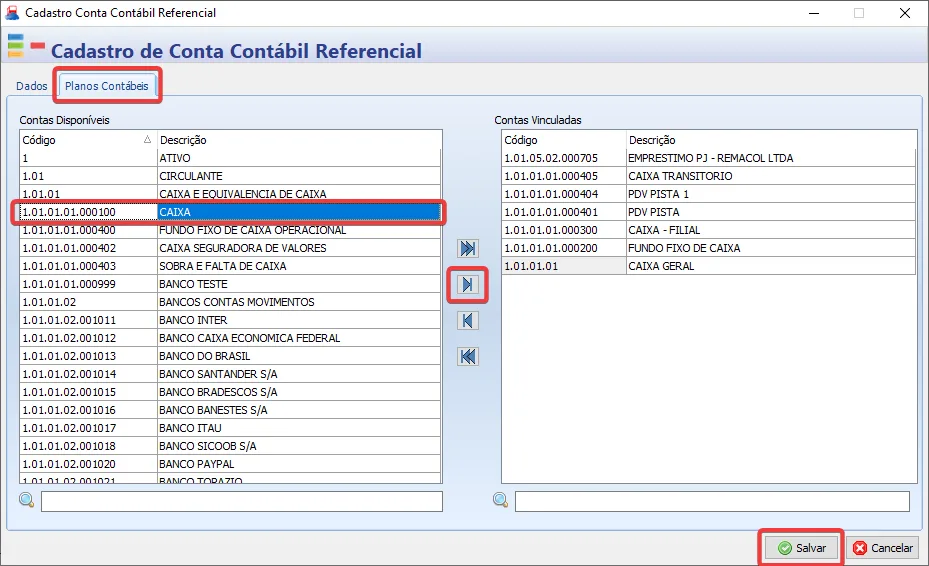 Cadastro Conta Contábil Referencial
Cadastro de Conta Contábil Referencial
Dados Planos Contábeis
Contas Disponíveis
Código Descrição
1 ATIVO
1.01 CIRCULANTE
1.01.01 CAIXA E EQUIVALENCIA DE CAIXA
1.01.01.01.000100 CAIXA
1.01.01.01.000400 FUNDO FIXO DE CAIXA OPERACIONAL
1.01.01.01.000402 CAIXA SEGURADORA DE VALORES
1.01.01.01.000403 SOBRA E FALTA DE CAIXA
1.01.01.01.000999 BANCO TESTE
1.01.01.02 BANCOS CONTAS MOVIMENTOS
1.01.01.02.001011 BANCO INTER
1.01.01.02.001012 BANCO CAIXA ECONOMICA FEDERAL
1.01.01.02.001013 BANCO DO BRASIL
1.01.01.02.001014 BANCO SANTANDER S/A
1.01.01.02.001015 BANCO BRADESCOS S/A
1.01.01.02.001016 BANCO BANESTES S/A
1.01.01.02.001017 BANCO ITAU
1.01.01.02.001018 BANCO SICOOB S/A
1.01.01.02.001020 BANCO PAYPAL
1.01.01.02.001021 BANCO TOPAZIO
Contas Vinculadas
Código Descrição
1.01.05.02.000705 EMPRESTIMO PJ - REMACOL LTDA
1.01.01.01.000405 CAIXA TRANSITORIO
1.01.01.01.000404 PDV PISTA 1
1.01.01.01.000401 PDV PISTA
1.01.01.01.000300 CAIXA - FILIAL
1.01.01.01.000200 FUNDO FIXO DE CAIXA
1.01.01.01 CAIXA GERAL
Salvar Cancelar